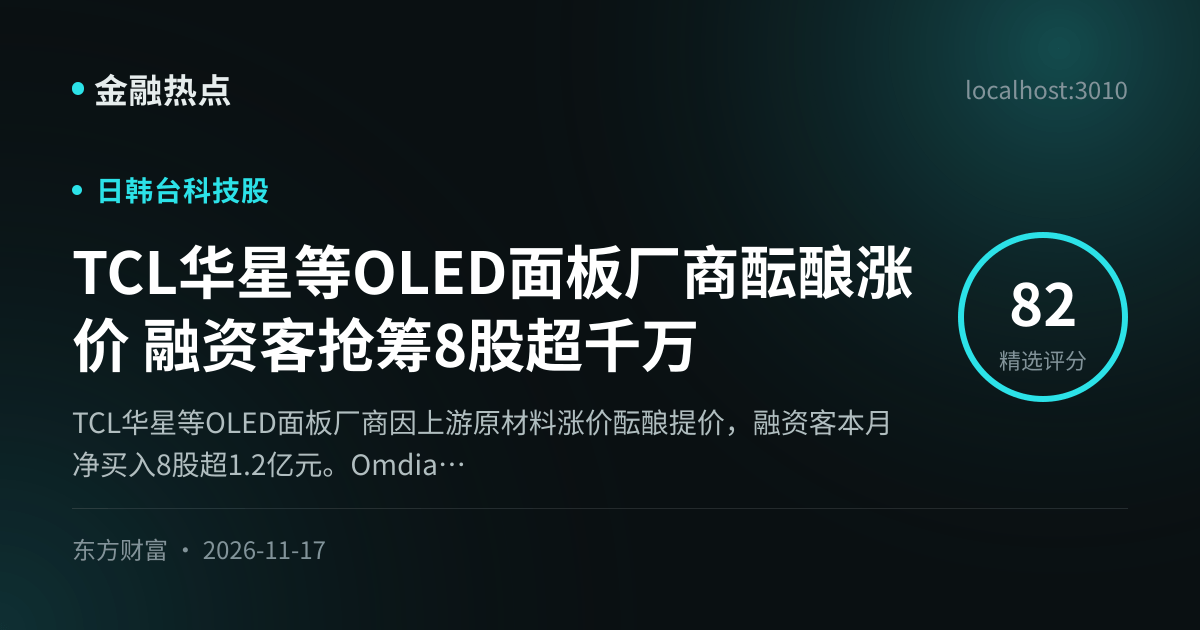 金融热点
localhost:3010
日韩台科技股
TCL华星等OLED面板厂商酝酿涨
价 融资客抢筹8股超千万
82
精选评分
TCL华星等OLED面板厂商因上游原材料涨价酝酿提价，融资客本月
净买入8股超1.2亿元。Omdia…
东方财富 · 2026-11-17